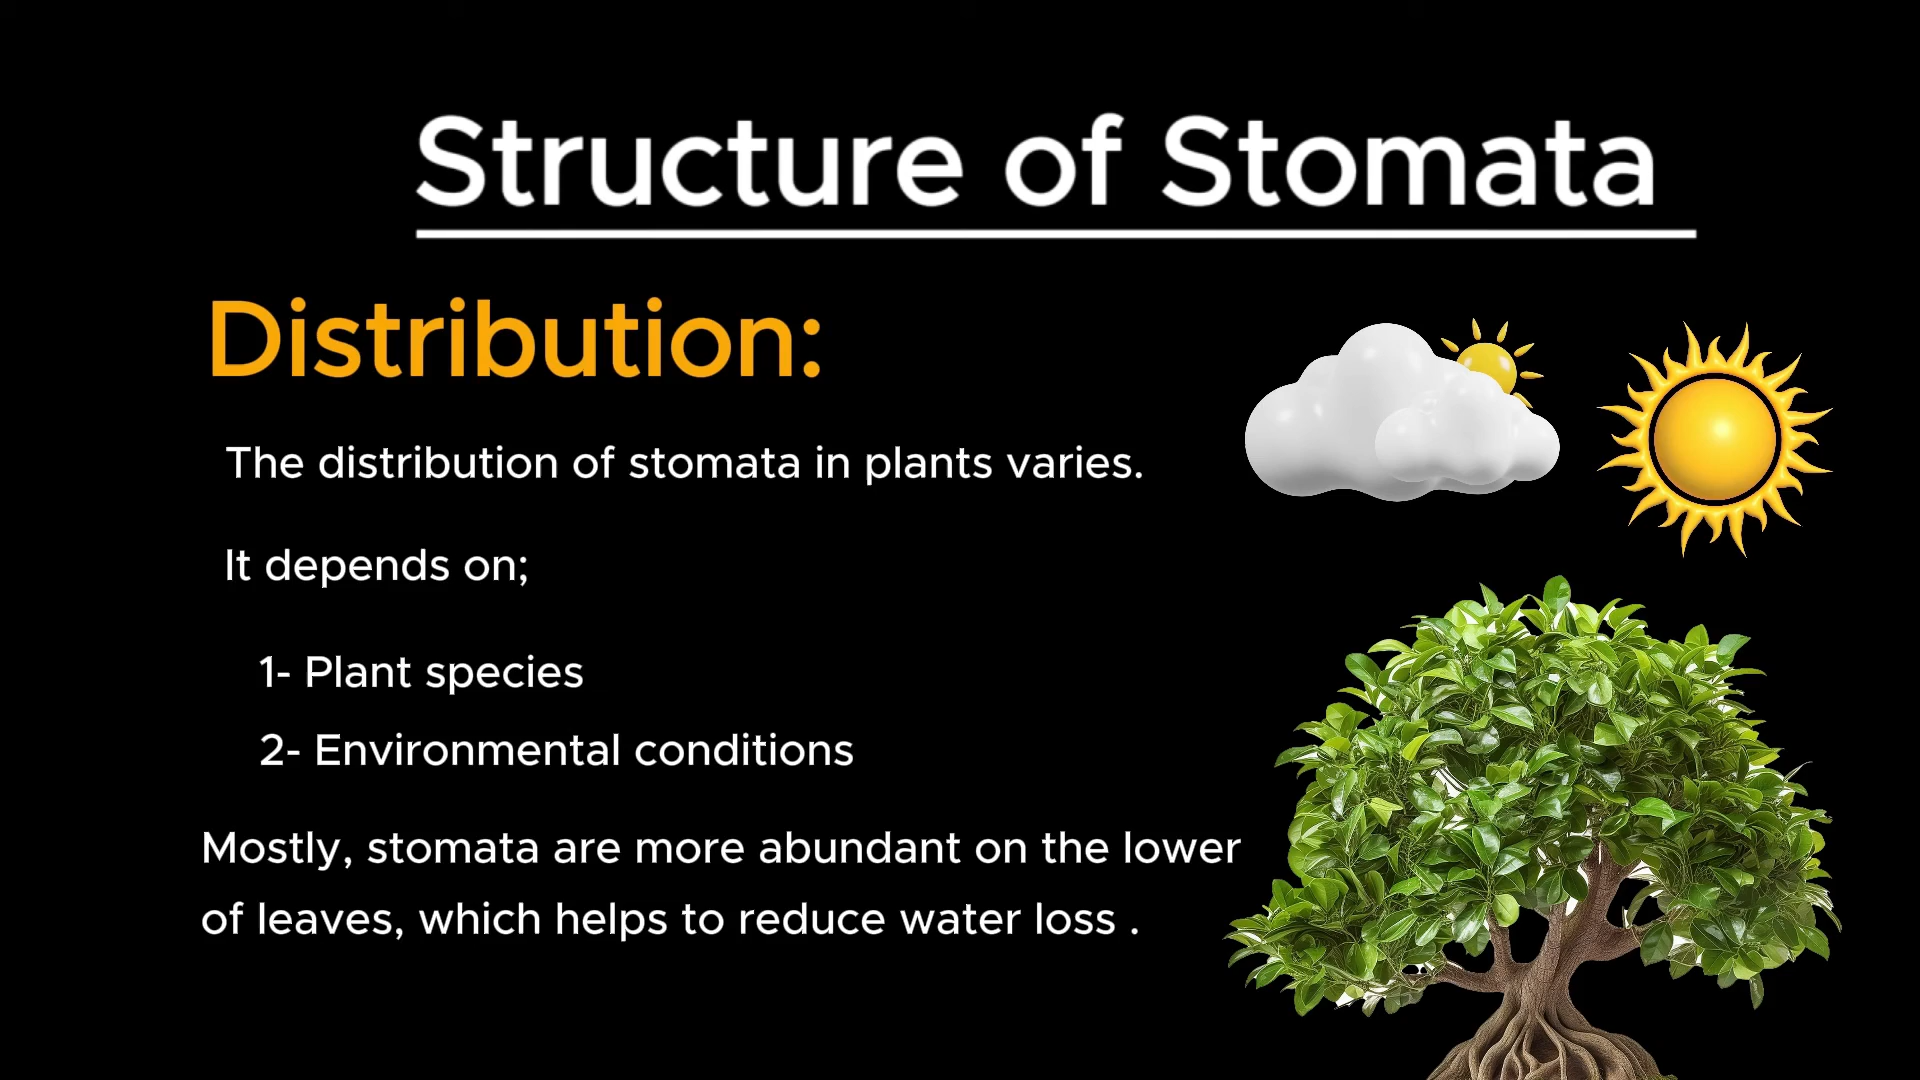 Structure of Stomata
Distribution:
The distribution of stomata in plants varies.
It depends on;
1- Plant species
2- Environmental conditions
Mostly, stomata are more abundant on the lower
of leaves, which helps to reduce water loss .